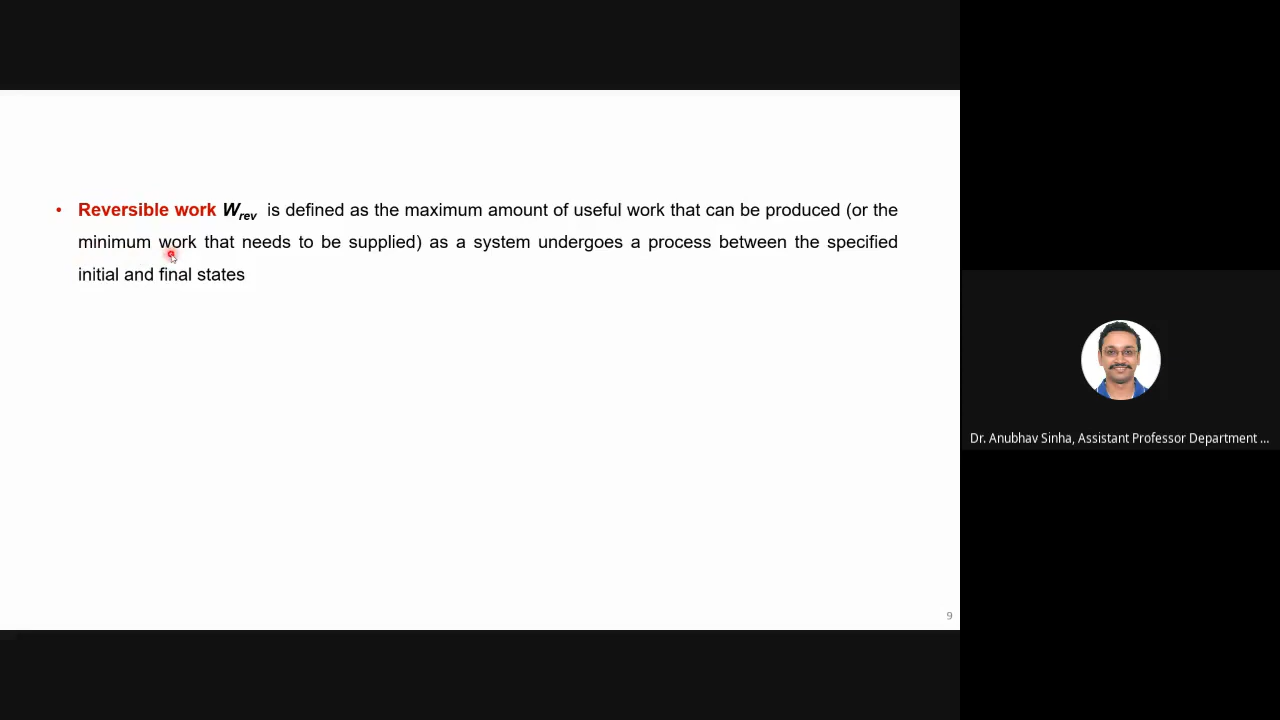 • Reversible work Wrev is defined as the maximum amount of useful work that can be produced (or the
minimum work that needs to be supplied) as a system undergoes a process between the specified
initial and final states
Dr. Anubhav Sinha, Assistant Professor Department ...
9